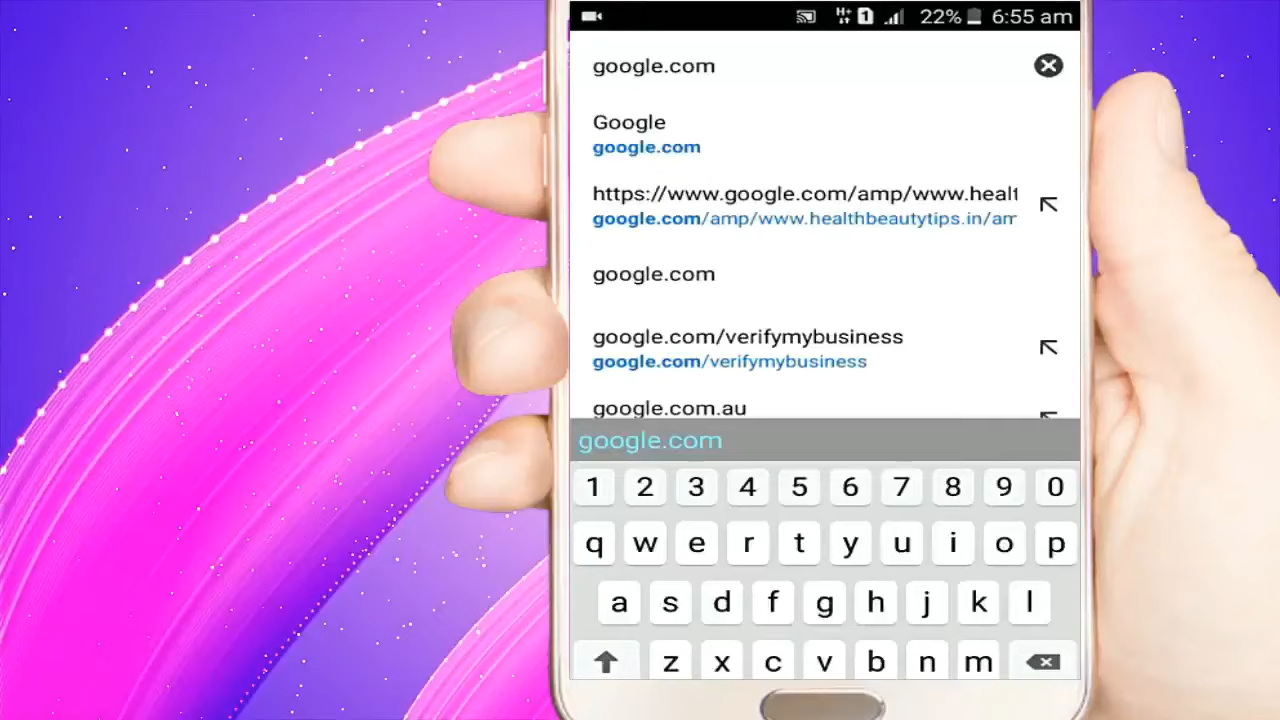 H+ 1 22% 6:55 am
google.com
Google
google.com
https://www.google.com/amp/www.healt
google.com/amp/www.healthbeautytips.in/am
google.com
google.com/verifymybusiness
google.com/verifymybusiness
google.com.au
google.com
1 2 3 4 5 6 7 8 9 0
q w e r t y u i o p
a s d f g h j k l
z x c v b n m